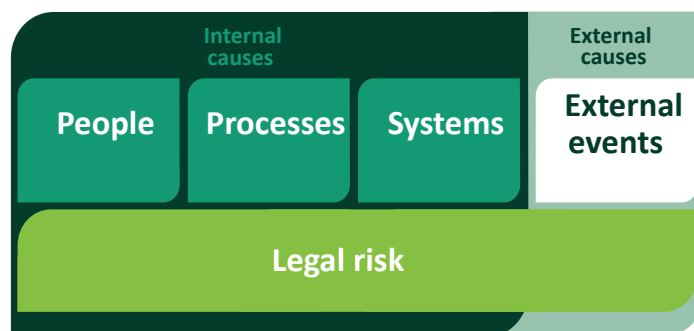 Internal
causes
External
causes
People
Processes
Systems
External
events
Legal risk